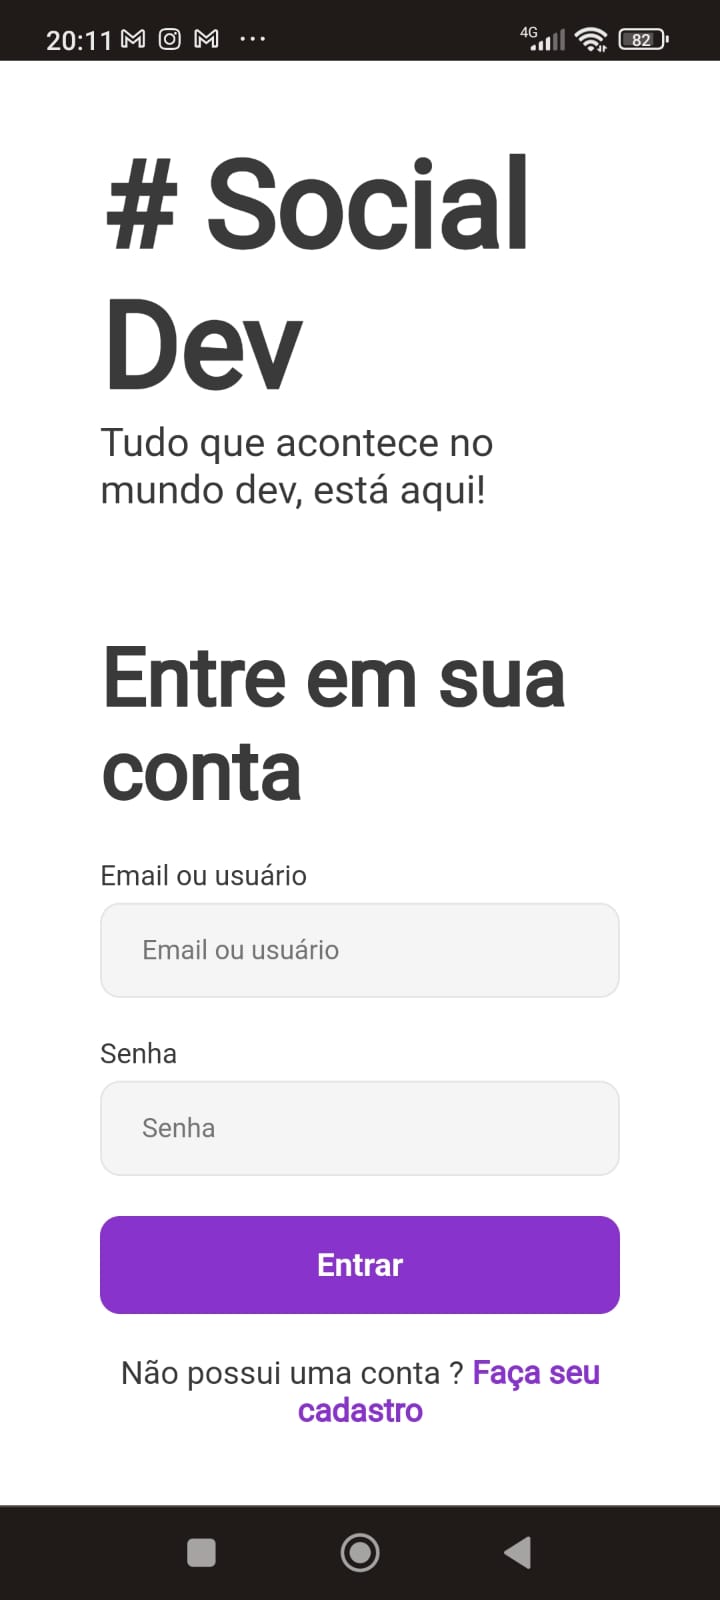 20:11
4G
82
# Social
Dev
Tudo que acontece no
mundo dev, está aqui!
Entre em sua
conta
Email ou usuário
Email ou usuário
Senha
Senha
Entrar
Não possui uma conta ? Faça seu
cadastro